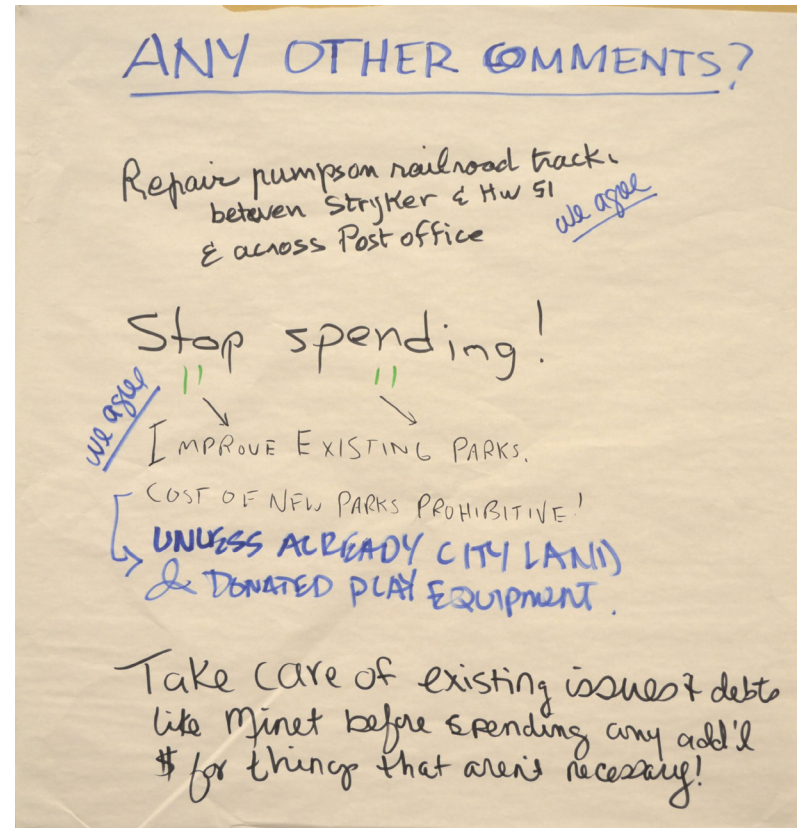 ANY OTHER COMMENTS?
Repair pumpson railroad track.
between Stryker & Hw 51
& across Post office
we agree
Stop spending!
we agree
IMPROVE EXISTING PARKS.
COST OF NEW PARKS PROHIBITIVE!
UNLESS ALREADY CITY LAND
& DONATED PLAY EQUIPMENT.
Take care of existing issues & debts
like Minet before spending any add'l
$ for things that aren't necessary!